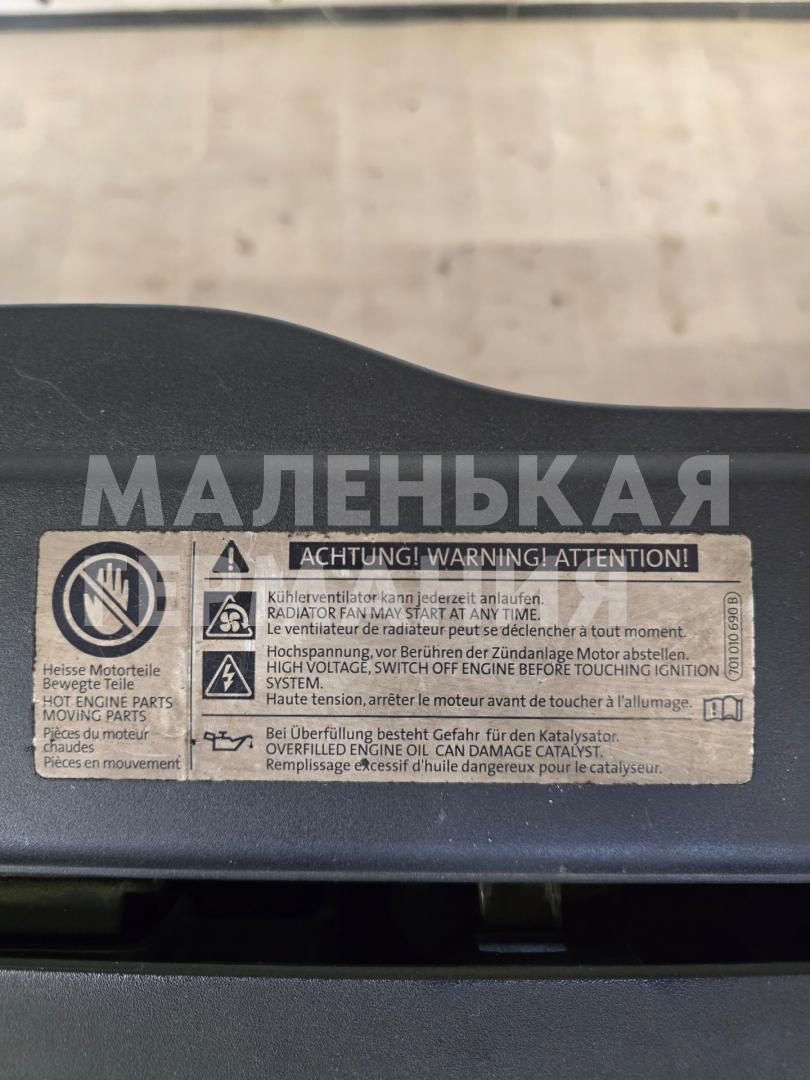 МАЛЕНЬКАЯ
ГЕРМАНИЯ
ACHTUNG! WARNING! ATTENTION!
Heisse Motorteile
Bewegte Teile
HOT ENGINE PARTS
MOVING PARTS
Pièces du moteur
chaudes
Pièces en mouvement
Kühlerventilator kann jederzeit anlaufen.
RADIATOR FAN MAY START AT ANY TIME.
Le ventilateur de radiateur peut se déclencher à tout moment.
Hochspannung, vor Berühren der Zündanlage Motor abstellen.
HIGH VOLTAGE, SWITCH OFF ENGINE BEFORE TOUCHING IGNITION
SYSTEM.
Haute tension, arrêter le moteur avant de toucher à l'allumage.
Bei Überfüllung besteht Gefahr für den Katalysator.
OVERFILLED ENGINE OIL CAN DAMAGE CATALYST.
Remplissage excessif d'huile dangereux pour le catalyseur.
701 010 690 B